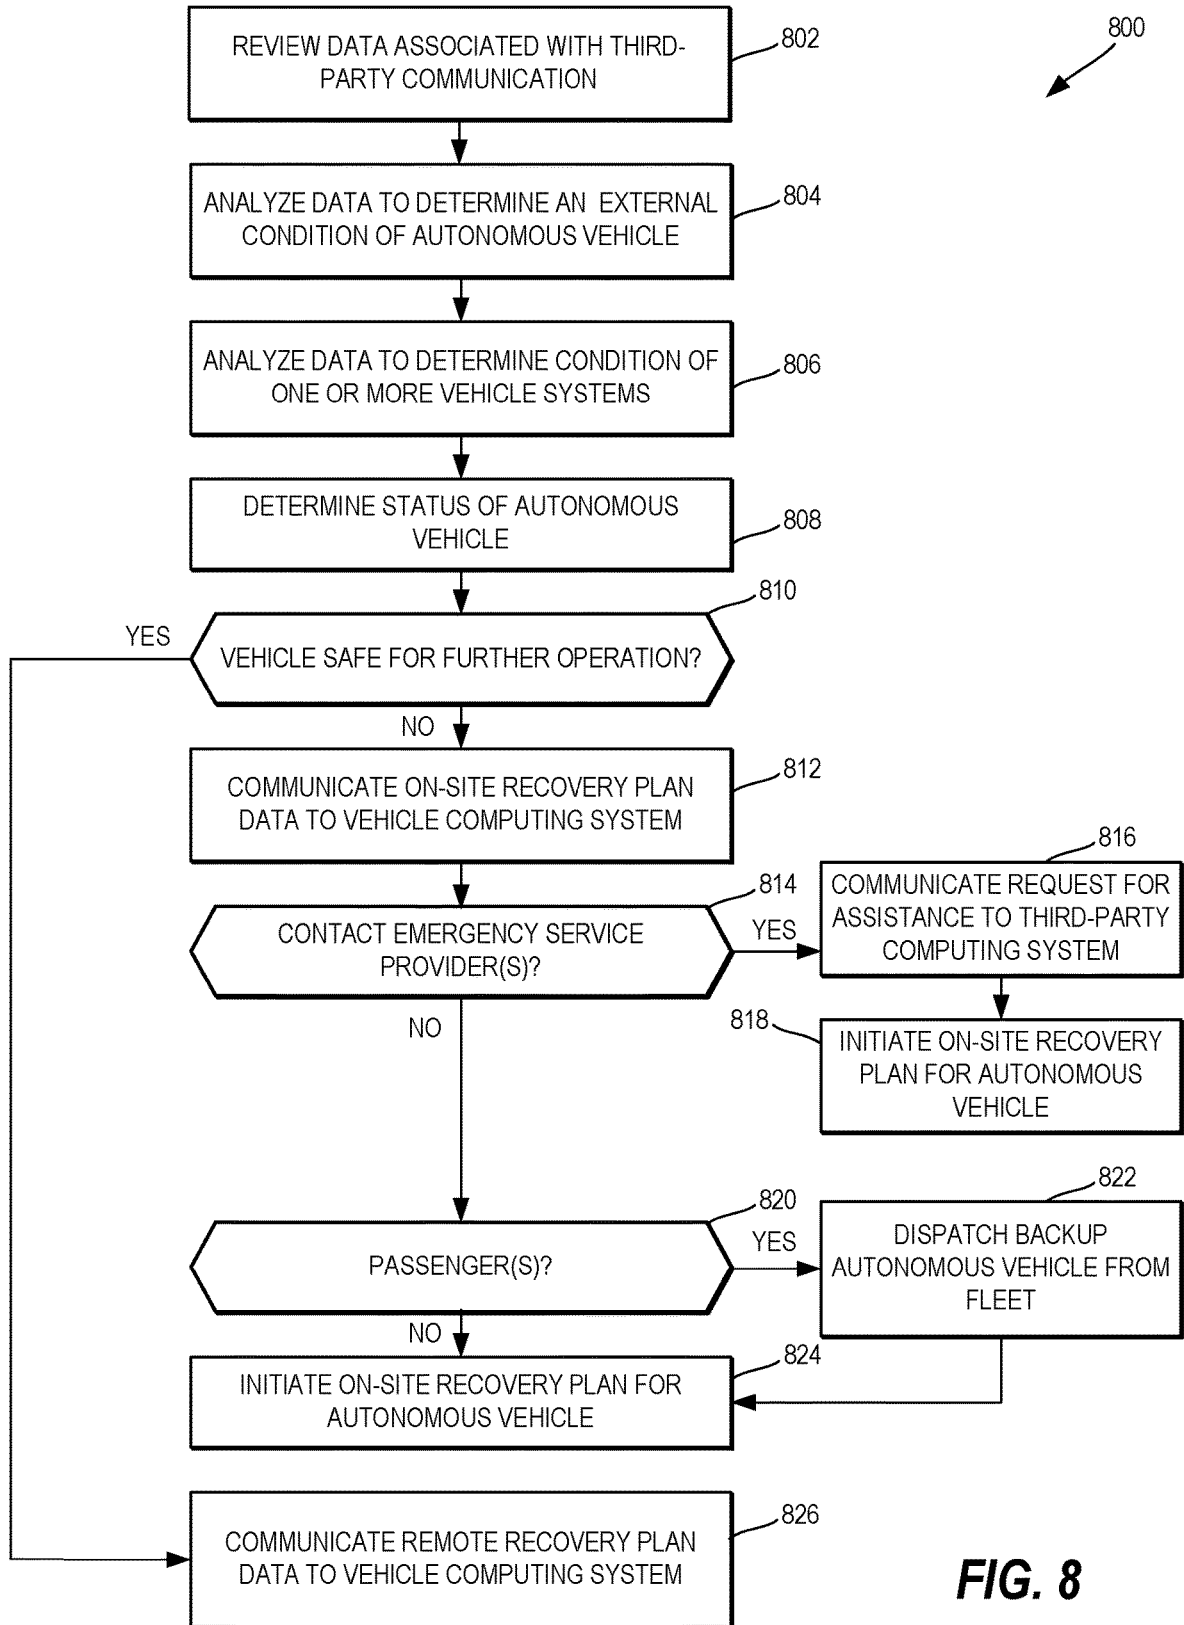 800
REVIEW DATA ASSOCIATED WITH THIRD-
PARTY COMMUNICATION
802
ANALYZE DATA TO DETERMINE AN EXTERNAL
CONDITION OF AUTONOMOUS VEHICLE
804
ANALYZE DATA TO DETERMINE CONDITION OF
ONE OR MORE VEHICLE SYSTEMS
806
DETERMINE STATUS OF AUTONOMOUS
VEHICLE
808
810
YES
VEHICLE SAFE FOR FURTHER OPERATION?
NO
COMMUNICATE ON-SITE RECOVERY PLAN
DATA TO VEHICLE COMPUTING SYSTEM
812
814
CONTACT EMERGENCY SERVICE
PROVIDER(S)?
YES
NO
816
COMMUNICATE REQUEST FOR
ASSISTANCE TO THIRD-PARTY
COMPUTING SYSTEM
818
INITIATE ON-SITE RECOVERY
PLAN FOR AUTONOMOUS
VEHICLE
820
PASSENGER(S)?
YES
NO
822
DISPATCH BACKUP
AUTONOMOUS VEHICLE FROM
FLEET
824
INITIATE ON-SITE RECOVERY PLAN FOR
AUTONOMOUS VEHICLE
826
COMMUNICATE REMOTE RECOVERY PLAN
DATA TO VEHICLE COMPUTING SYSTEM
FIG. 8